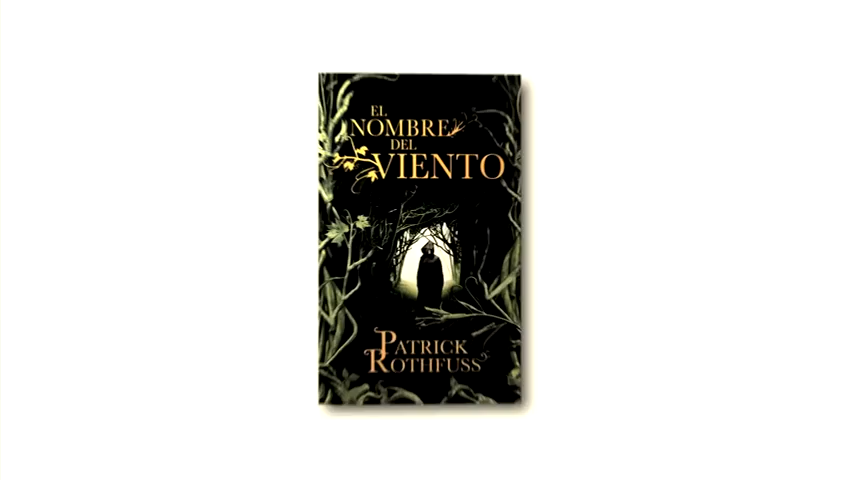 EL
NOMBRE
DEL
VIENTO
PATRICK
ROTHFUSS